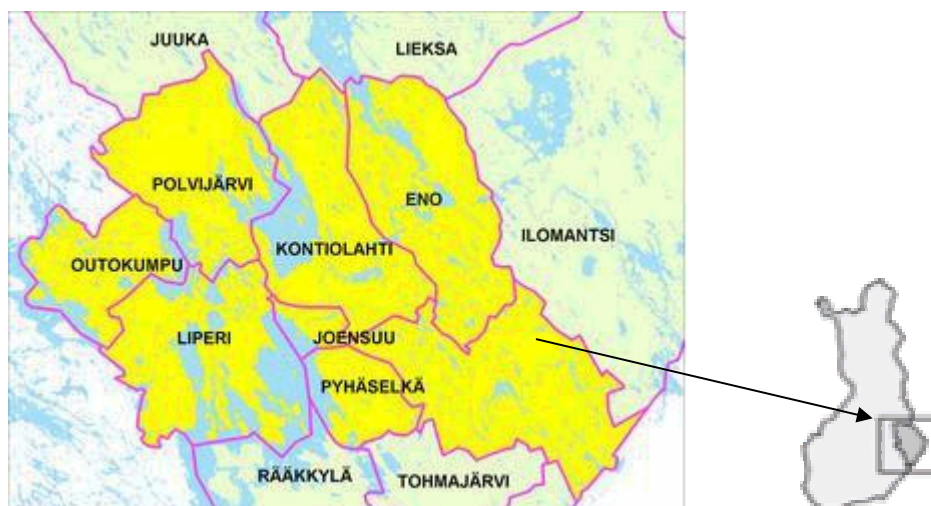 JUUKA
LIEKSA
POLVIJÄRVI
ENO
ILOMANTSI
KONTIOLAHTI
OUTOKUMPU
LIPERI
JOENSUU
PYHÄSELKÄ
RÄÄKKYLÄ
TOHMAJÄRVI